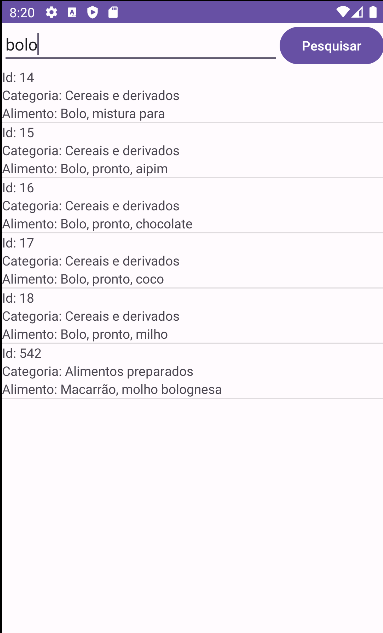 8:20
bolo
Pesquisar
Id: 14
Categoria: Cereais e derivados
Alimento: Bolo, mistura para
Id: 15
Categoria: Cereais e derivados
Alimento: Bolo, pronto, aipim
Id: 16
Categoria: Cereais e derivados
Alimento: Bolo, pronto, chocolate
Id: 17
Categoria: Cereais e derivados
Alimento: Bolo, pronto, coco
Id: 18
Categoria: Cereais e derivados
Alimento: Bolo, pronto, milho
Id: 542
Categoria: Alimentos preparados
Alimento: Macarrão, molho bolognesa